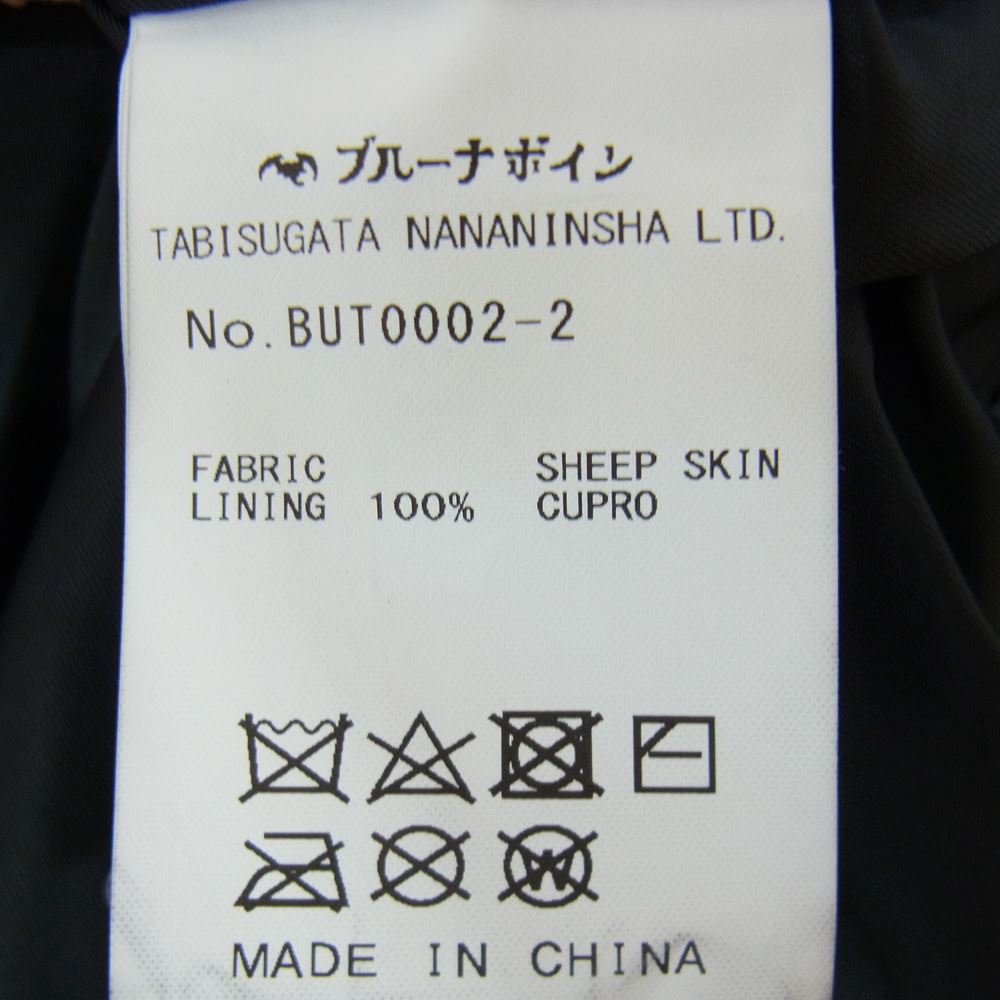 ブルーナボイン
TABISUGATA NANANINSHA LTD.
No.BUT0002-2
FABRIC SHEEP SKIN
LINING 100% CUPRO
W
MADE IN CHINA